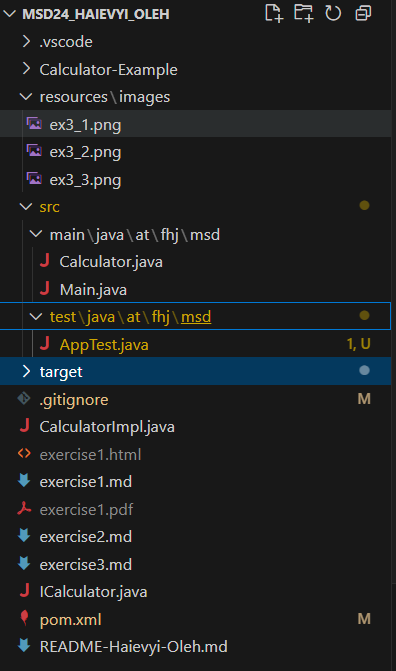 MSD24_HAIEVYI_OLEH
.vscode
Calculator-Example
resources\images
ex3_1.png
ex3_2.png
ex3_3.png
src
main\java\at\fhj\msd
Calculator.java
Main.java
test\java\at\fhj\msd
AppTest.java 1, U
target
.gitignore M
CalculatorImpl.java
exercise1.html
exercise1.md
exercise1.pdf
exercise2.md
exercise3.md
ICalculator.java
pom.xml M
README-Haievyi-Oleh.md